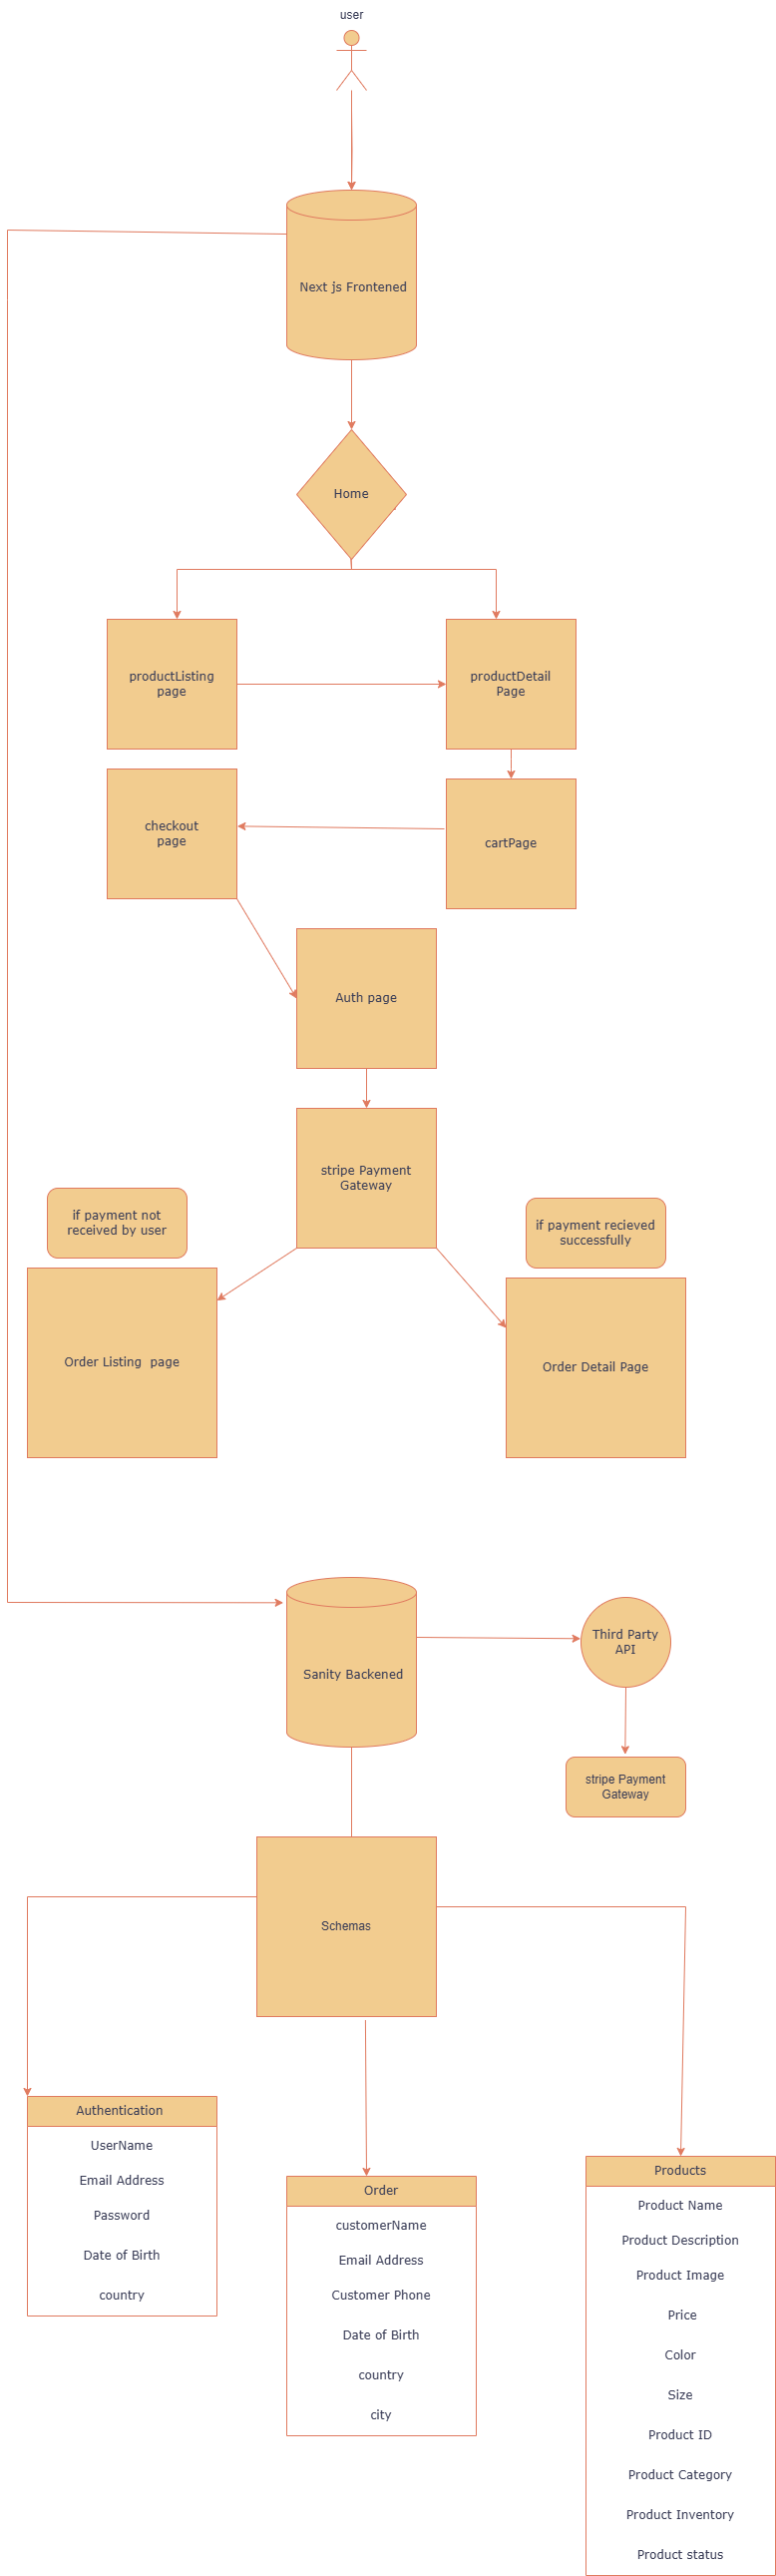 user
Next js Frontened
Home
productListing
page
productDetail
Page
checkout
page
cartPage
Auth page
stripe Payment
Gateway
if payment not
received by user
if payment recieved
successfully
Order Listing  page
Order Detail Page
Sanity Backened
Third Party
API
stripe Payment
Gateway
Schemas
Authentication
UserName
Email Address
Password
Date of Birth
country
Order
customerName
Email Address
Customer Phone
Date of Birth
country
city
Products
Product Name
Product Description
Product Image
Price
Color
Size
Product ID
Product Category
Product Inventory
Product status